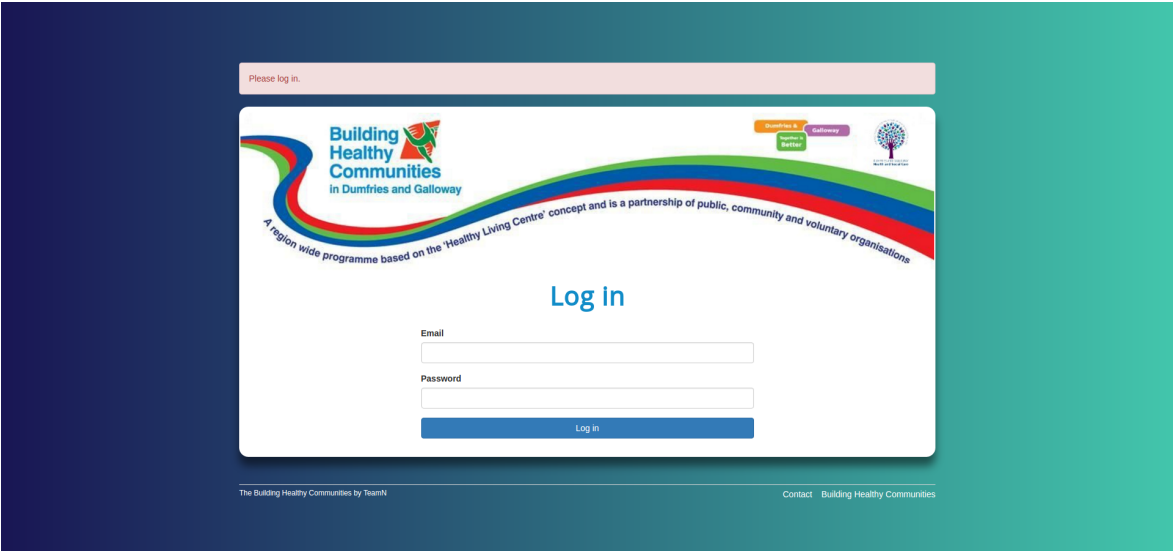 Please log in.
Building
Healthy
Communities
in Dumfries and Galloway
Dumfries &
Galloway
Together is
Better
A region wide programme based on the 'Healthy Living Centre' concept and is a partnership of public, community and voluntary organisations
Log in
Email
Password
Log in
The Building Healthy Communities by TeamN
Contact Building Healthy Communities